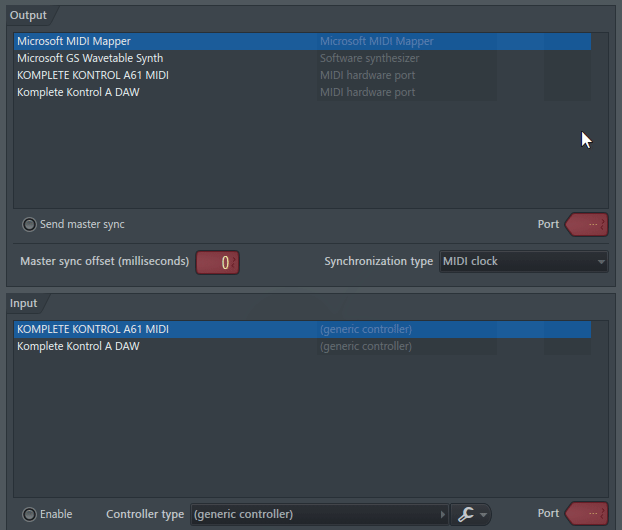 Output
Microsoft MIDI Mapper Microsoft MIDI Mapper
Microsoft GS Wavetable Synth Software synthesizer
KOMPLETE KONTROL A61 MIDI MIDI hardware port
Komplete Kontrol A DAW MIDI hardware port
Send master sync Port ---
Master sync offset (milliseconds) 0 Synchronization type MIDI clock
Input
KOMPLETE KONTROL A61 MIDI (generic controller)
Komplete Kontrol A DAW (generic controller)
Enable Controller type (generic controller) Port ---